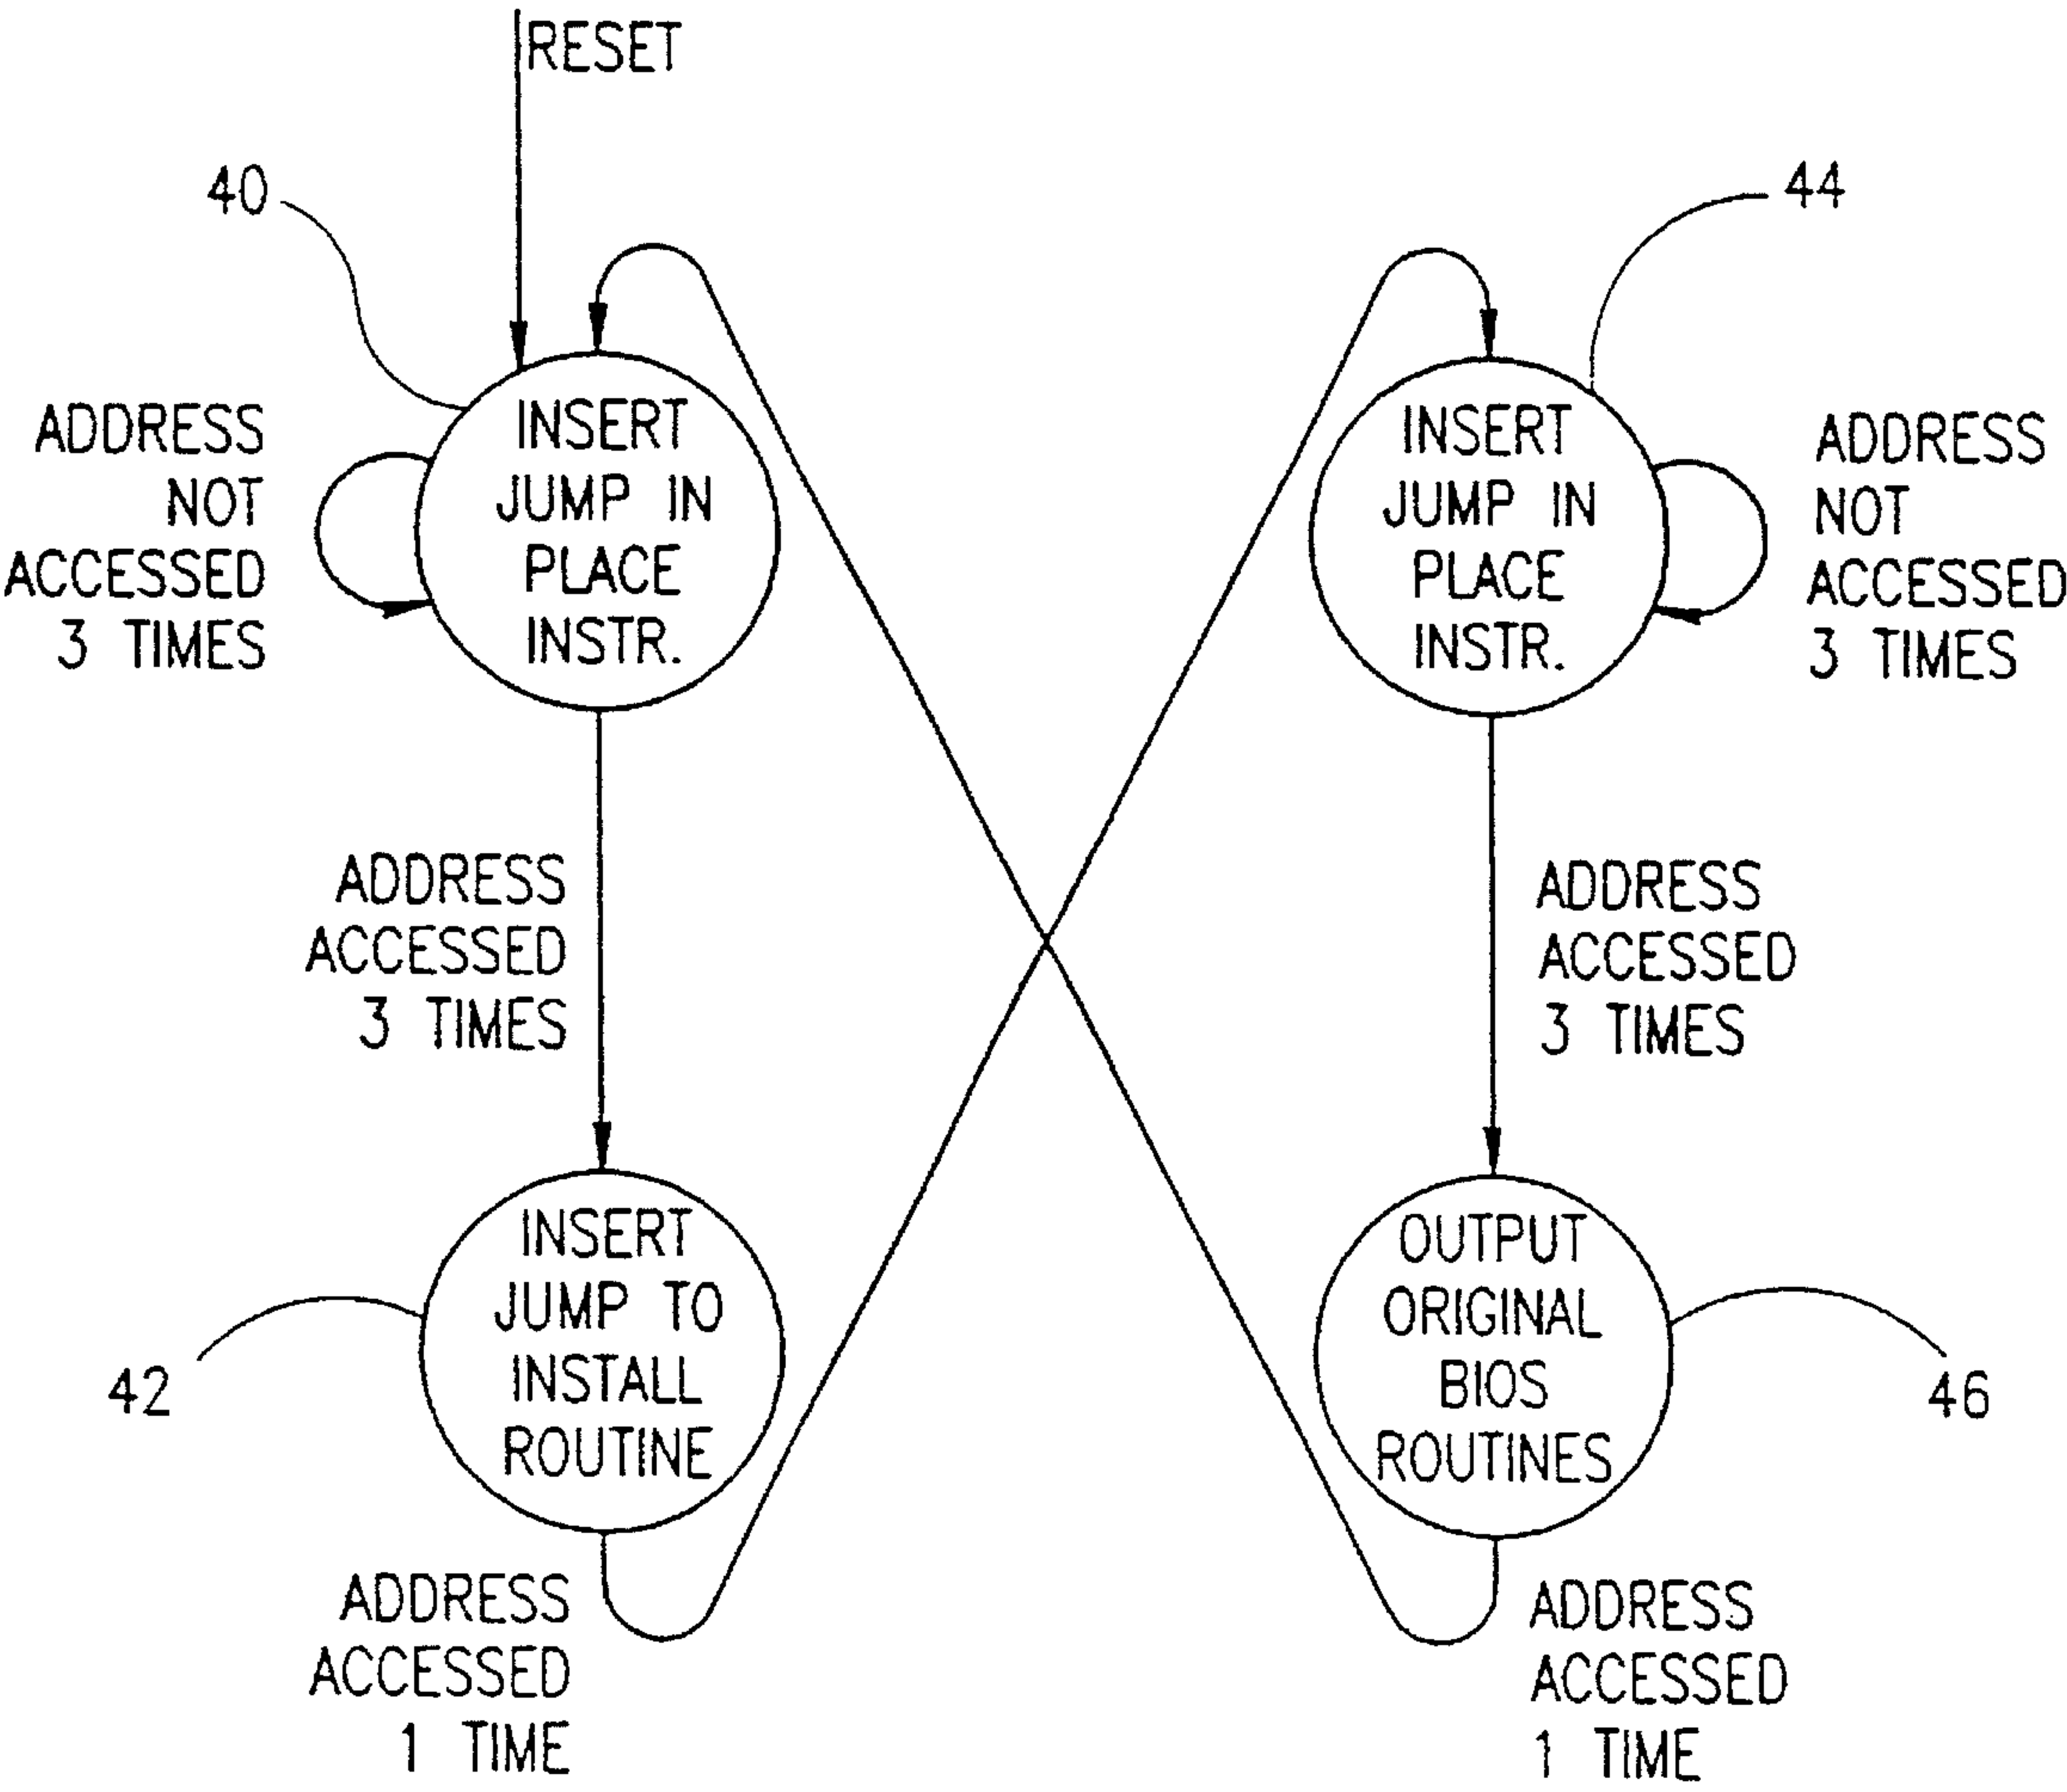 RESET
40
44
INSERT
JUMP IN
PLACE
INSTR.
ADDRESS
NOT
ACCESSED
3 TIMES
INSERT
JUMP IN
PLACE
INSTR.
ADDRESS
NOT
ACCESSED
3 TIMES
ADDRESS
ACCESSED
3 TIMES
ADDRESS
ACCESSED
3 TIMES
INSERT
JUMP TO
INSTALL
ROUTINE
42
OUTPUT
ORIGINAL
BIOS
ROUTINES
46
ADDRESS
ACCESSED
1 TIME
ADDRESS
ACCESSED
1 TIME